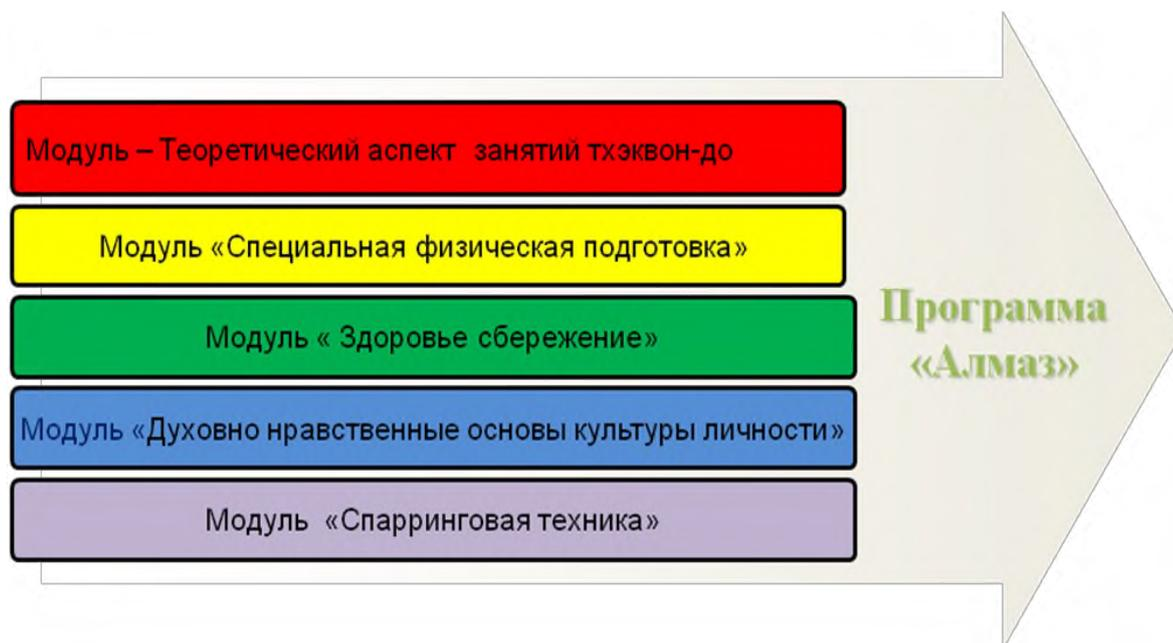 Модуль – Теоретический аспект занятий тхэквон-до
Модуль «Специальная физическая подготовка»
Модуль « Здоровье сбережение»
Модуль «Духовно нравственные основы культуры личности»
Модуль «Спарринговая техника»
Программа
«Алмаз»